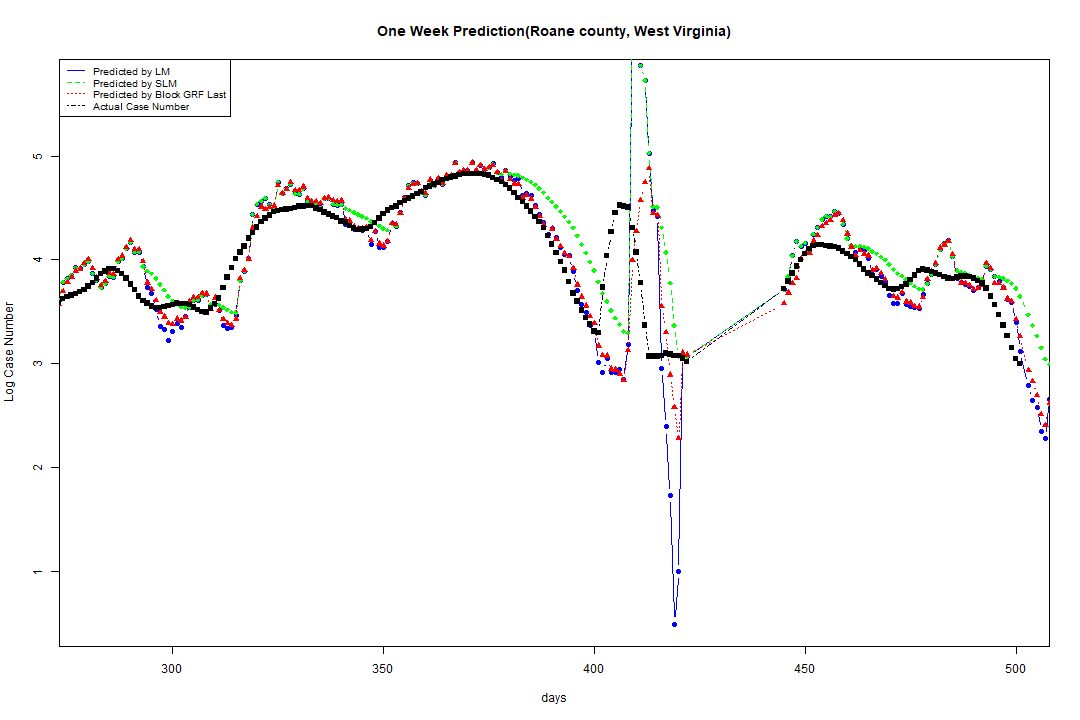 One Week Prediction(Roane county, West Virginia)
Predicted by LM
Predicted by SLM
Predicted by Block GRF Last
Actual Case Number
Log Case Number
5
4
3
2
1
300 350 400 450 500
days